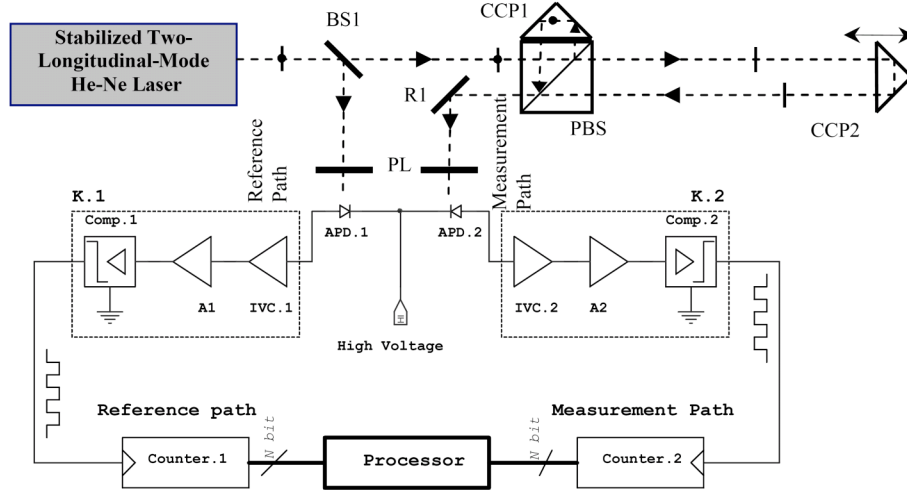 CCP1
BS1
Stabilized Two-
Longitudinal-Mode
He-Ne Laser
R1
PBS
CCP2
PL
Reference
Path
Measurement
Path
K.1
K.2
Comp.1
APD.1
APD.2
Comp.2
A1
IVC.1
IVC.2
A2
HI
High Voltage
Reference path
Measurement Path
N bit
N bit
Counter.1
Processor
Counter.2